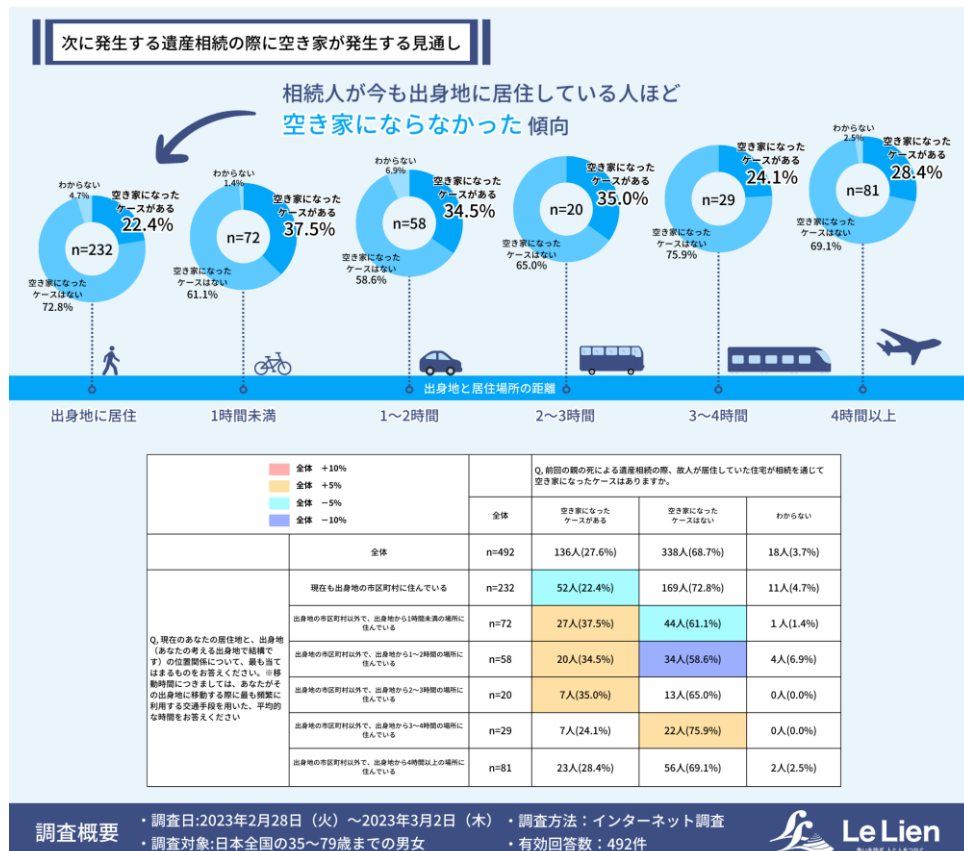 次に発生する遺産相続の際に空き家が発生する見通し
相続人が今も出身地に居住している人ほど
空き家にならなかった 傾向
わからない
4.7%
空き家になった
ケースがある
22.4%
n=232
空き家になった
ケースはない
72.8%
わからない
1.4%
空き家になった
ケースがある
37.5%
n=72
空き家になった
ケースはない
61.1%
わからない
6.9%
空き家になった
ケースがある
34.5%
n=58
空き家になった
ケースはない
58.6%
空き家になった
ケースがある
35.0%
n=20
空き家になった
ケースはない
65.0%
空き家になった
ケースがある
24.1%
n=29
空き家になった
ケースはない
75.9%
わからない
2.5%
空き家になった
ケースがある
28.4%
n=81
空き家になった
ケースはない
69.1%
出身地と居住場所の距離
出身地に居住
1時間未満
1〜2時間
2〜3時間
3〜4時間
4時間以上
全体 +10%
全体 +5%
全体 −5%
全体 −10%
Q, 前回の親の死による遺産相続の際、故人が居住していた住宅が相続を通じて
空き家になったケースはありますか。
全体
空き家になった
ケースがある
空き家になった
ケースはない
わからない
全体 n=492 136人(27.6%) 338人(68.7%) 18人(3.7%)
Q, 現在のあなたの居住地と、出身地
（あなたの考える出身地で結構で
す）の位置関係について、最も当て
はまるものをお答えください。※移
動時間につきましては、あなたがそ
の出身地に移動する際に最も頻繁に
利用する交通手段を用いた、平均的
な時間をお答えください
現在も出身地の市区町村に住んでいる n=232 52人(22.4%) 169人(72.8%) 11人(4.7%)
出身地の市区町村以外で、出身地から1時間未満の場所に
住んでいる n=72 27人(37.5%) 44人(61.1%) 1人(1.4%)
出身地の市区町村以外で、出身地から1〜2時間の場所に
住んでいる n=58 20人(34.5%) 34人(58.6%) 4人(6.9%)
出身地の市区町村以外で、出身地から2〜3時間の場所に
住んでいる n=20 7人(35.0%) 13人(65.0%) 0人(0.0%)
出身地の市区町村以外で、出身地から3〜4時間の場所に
住んでいる n=29 7人(24.1%) 22人(75.9%) 0人(0.0%)
出身地の市区町村以外で、出身地から4時間以上の場所に
住んでいる n=81 23人(28.4%) 56人(69.1%) 2人(2.5%)
調査概要
・調査日:2023年2月28日（火）〜2023年3月2日（木）
・調査対象:日本全国の35〜79歳までの男女
・調査方法：インターネット調査
・有効回答数：492件
Le Lien